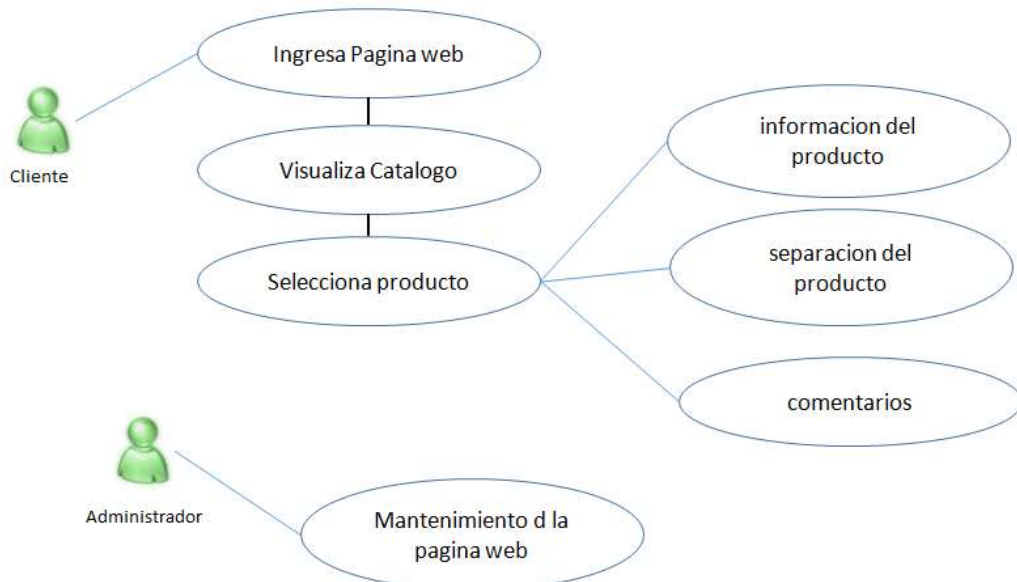 Ingresa Pagina web
Cliente
Visualiza Catalogo
Selecciona producto
informacion del
producto
separacion del
producto
comentarios
Administrador
Mantenimiento d la
pagina web